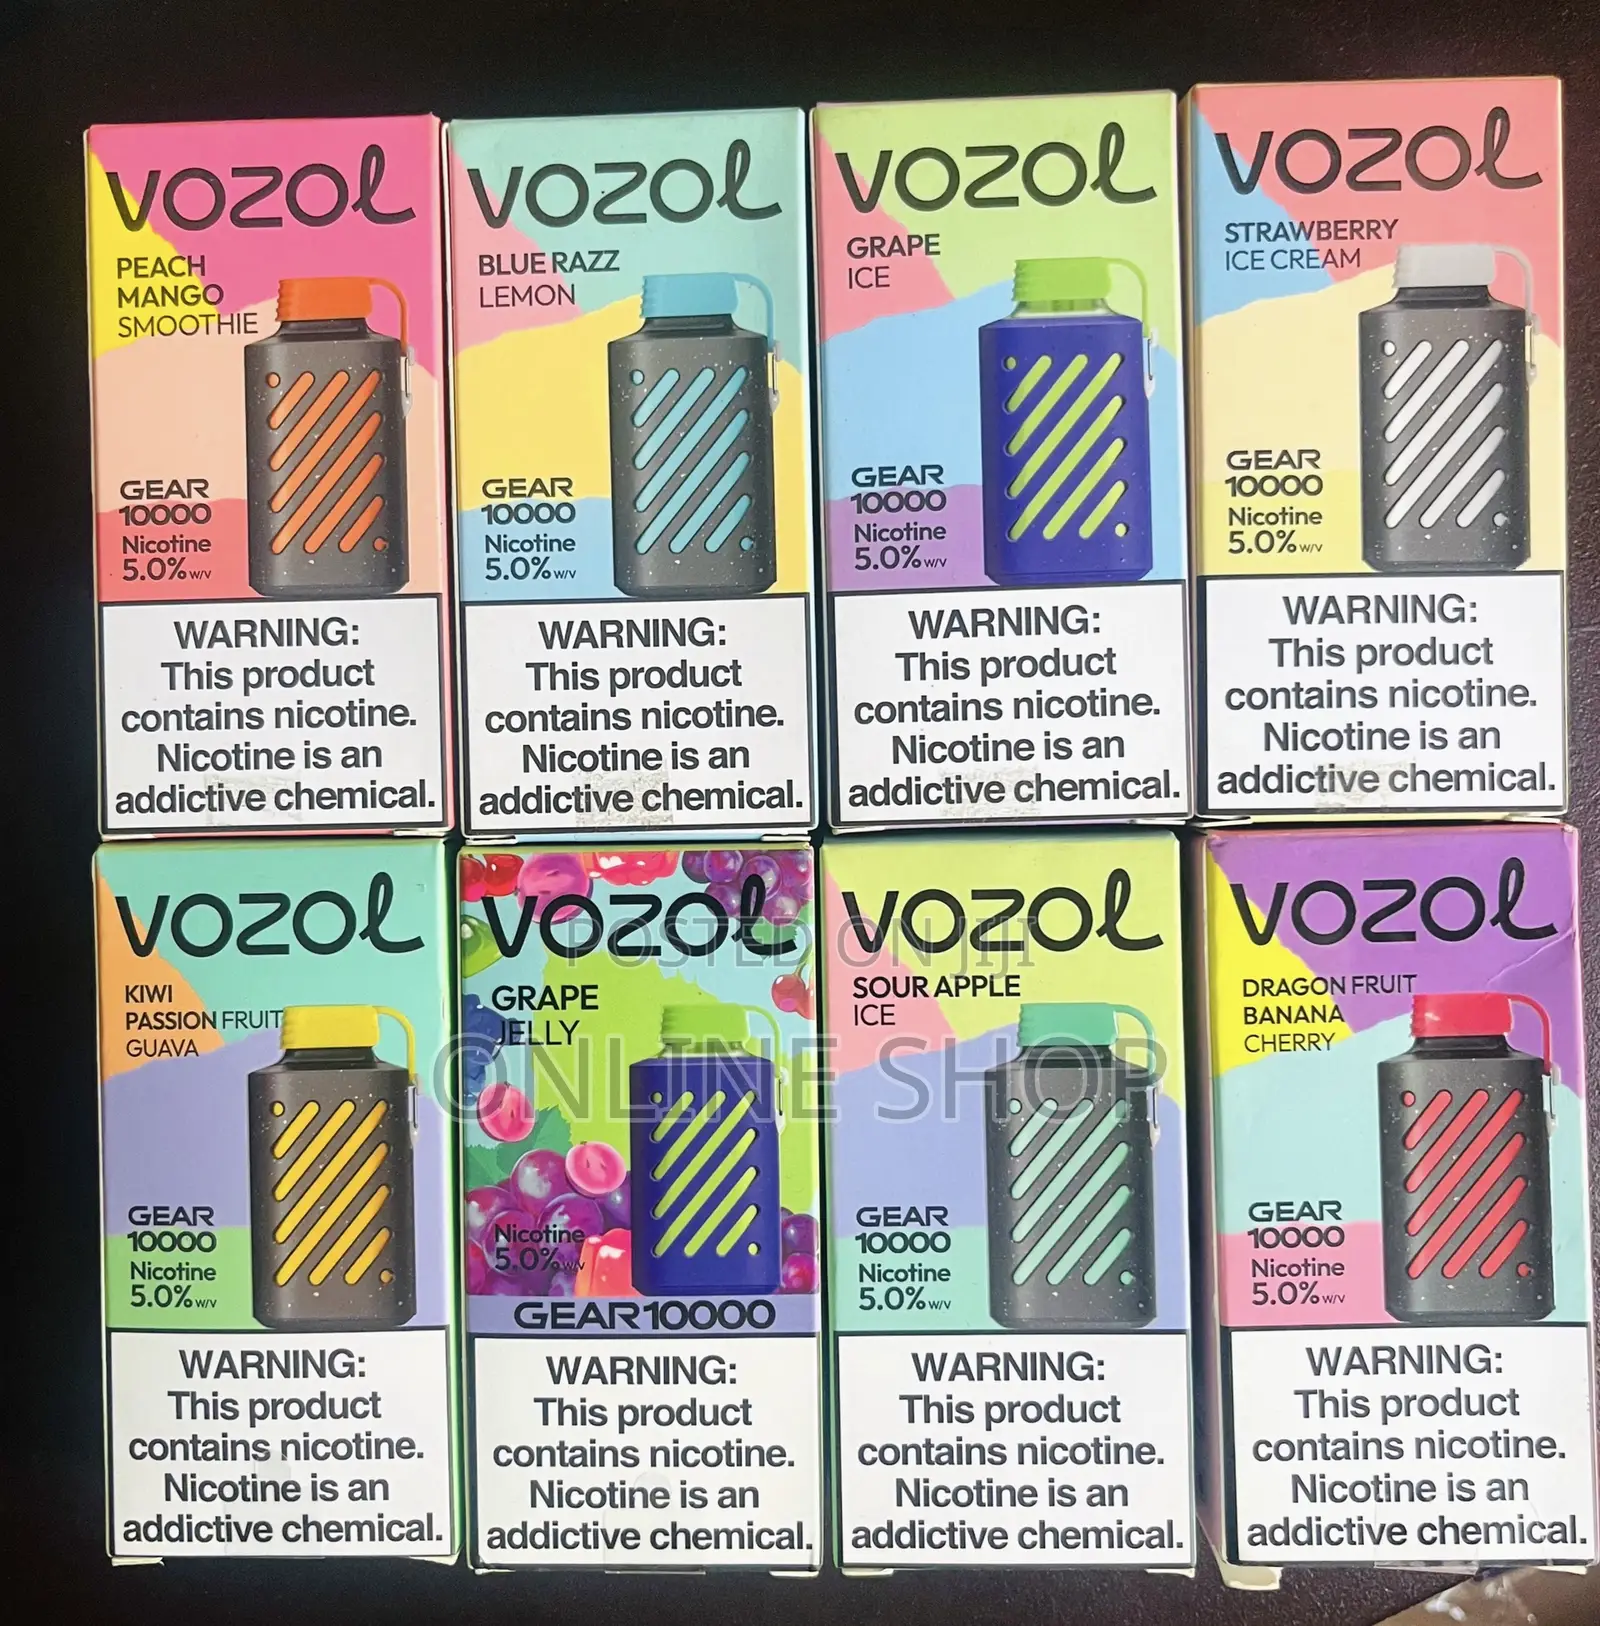 VOZOL
PEACH
MANGO
SMOOTHIE
GEAR
10000
Nicotine
5.0% w/v
WARNING:
This product
contains nicotine.
Nicotine is an
addictive chemical.
VOZOL
BLUE RAZZ
LEMON
GEAR
10000
Nicotine
5.0% w/v
WARNING:
This product
contains nicotine.
Nicotine is an
addictive chemical.
VOZOL
GRAPE
ICE
GEAR
10000
Nicotine
5.0% w/v
WARNING:
This product
contains nicotine.
Nicotine is an
addictive chemical.
VOZOL
STRAWBERRY
ICE CREAM
GEAR
10000
Nicotine
5.0% w/v
WARNING:
This product
contains nicotine.
Nicotine is an
addictive chemical.
VOZOL
KIWI
PASSION FRUIT
GUAVA
GEAR
10000
Nicotine
5.0% w/v
WARNING:
This product
contains nicotine.
Nicotine is an
addictive chemical.
VOZOL
GRAPE
JELLY
Nicotine
5.0% w/v
GEAR10000
WARNING:
This product
contains nicotine.
Nicotine is an
addictive chemical.
VOZOL
SOUR APPLE
ICE
GEAR
10000
Nicotine
5.0% w/v
WARNING:
This product
contains nicotine.
Nicotine is an
addictive chemical.
VOZOL
DRAGON FRUIT
BANANA
CHERRY
GEAR
10000
Nicotine
5.0% w/v
WARNING:
This product
contains nicotine.
Nicotine is an
addictive chemical.
POSTED ON JIJI
ONLINE SHOP